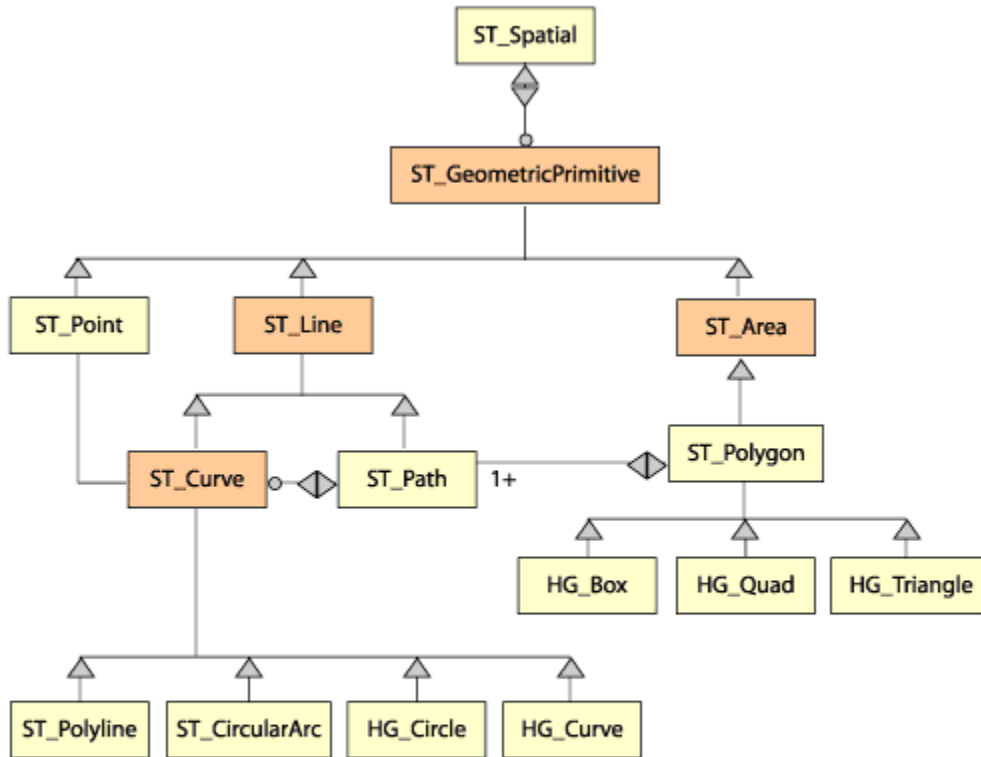 ST_Spatial
ST_GeometricPrimitive
ST_Point
ST_Line
ST_Area
ST_Curve
ST_Path
1+
ST_Polygon
HG_Box
HG_Quad
HG_Triangle
ST_Polyline
ST_CircularArc
HG_Circle
HG_Curve